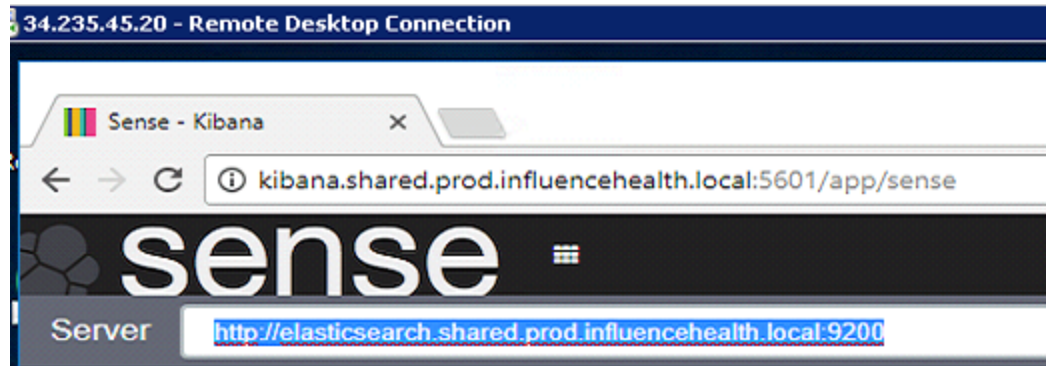 34.235.45.20 - Remote Desktop Connection
Sense - Kibana
kibana.shared.prod.influencehealth.local:5601/app/sense
sense
Server http://elasticsearch.shared.prod.influencehealth.local:9200